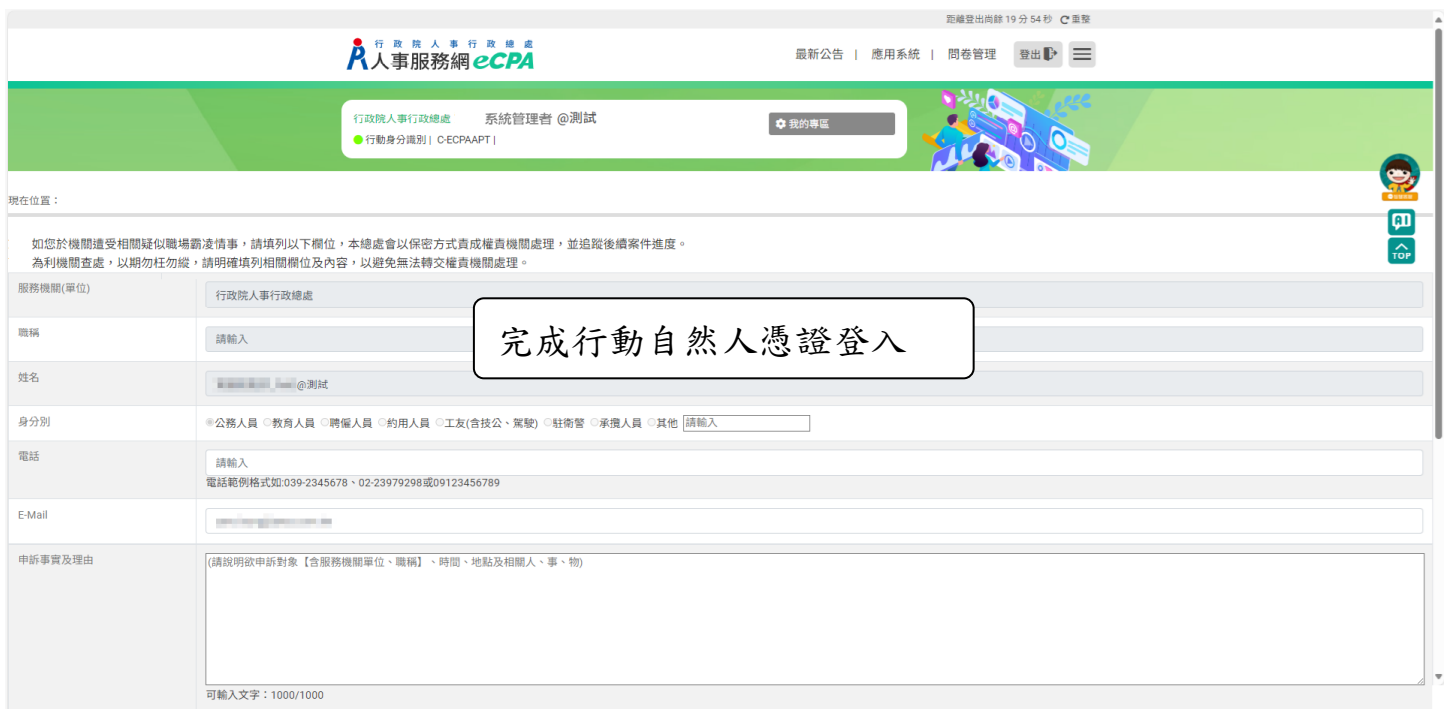 距離登出尚餘 19 分 54 秒 重整
行政院人事行政總處
人事服務網 eCPA
最新公告 | 應用系統 | 問卷管理 登出
行政院人事行政總處 系統管理者 @測試
我的專區
行動身分識別 | C-ECPAAPT |
現在位置：
如您於機關遭受相關疑似職場霸凌情事，請填列以下欄位，本總處會以保密方式責成權責機關處理，並追蹤後續案件進度。
為利機關查處，以期勿枉勿縱，請明確填列相關欄位及內容，以避免無法轉交權責機關處理。
TOP
服務機關(單位) 行政院人事行政總處
職稱 請輸入
完成行動自然人憑證登入
姓名 @測試
身分別 公務人員 教育人員 聘僱人員 約用人員 工友(含技公、駕駛) 駐衛警 承攬人員 其他 請輸入
電話 請輸入
電話範例格式如:039-2345678、02-23979298或09123456789
E-Mail
申訴事實及理由 (請說明欲申訴對象【含服務機關單位、職稱】、時間、地點及相關人、事、物)
可輸入文字：1000/1000